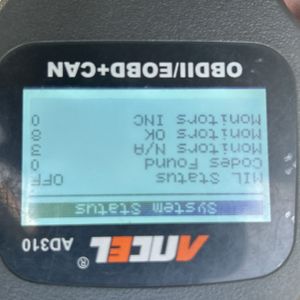 ANCEL® AD310
System Status
MIL Status OFF
Codes Found 0
Monitors N/A 3
Monitors OK 8
Monitors INC 0
OBDII/EOBD+CAN